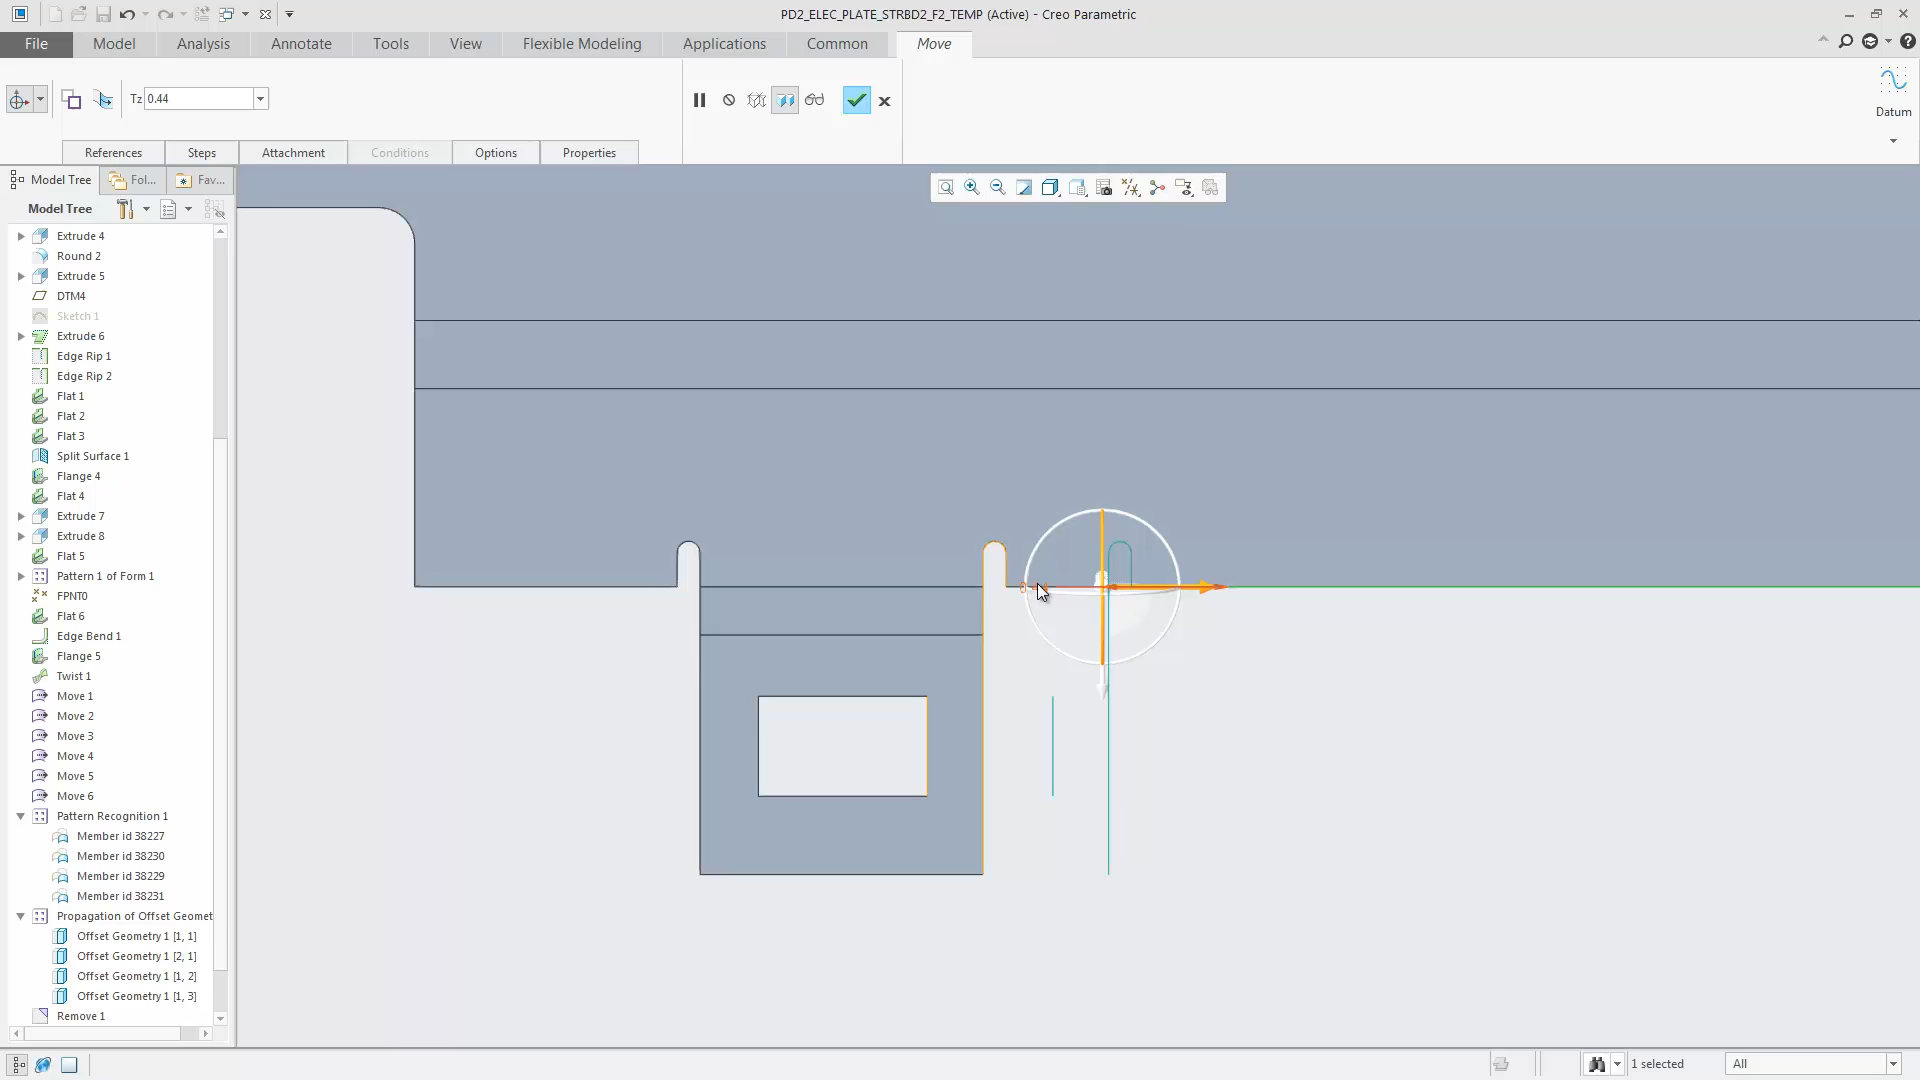 PD2_ELEC_PLATE_STRBD2_F2_TEMP (Active) - Creo Parametric
File Model Analysis Annotate Tools View Flexible Modeling Applications Common Move
Tz 0.44
Datum
References Steps Attachment Conditions Options Properties
Model Tree Fol... Fav...
Model Tree
Extrude 4
Round 2
Extrude 5
DTM4
Sketch 1
Extrude 6
Edge Rip 1
Edge Rip 2
Flat 1
Flat 2
Flat 3
Split Surface 1
Flange 4
Flat 4
Extrude 7
Extrude 8
Flat 5
Pattern 1 of Form 1
FPNT0
Flat 6
Edge Bend 1
Flange 5
Twist 1
Move 1
Move 2
Move 3
Move 4
Move 5
Move 6
Pattern Recognition 1
Member id 38227
Member id 38230
Member id 38229
Member id 38231
Propagation of Offset Geomet
Offset Geometry 1 [1, 1]
Offset Geometry 1 [2, 1]
Offset Geometry 1 [1, 2]
Offset Geometry 1 [1, 3]
Remove 1
1 selected All